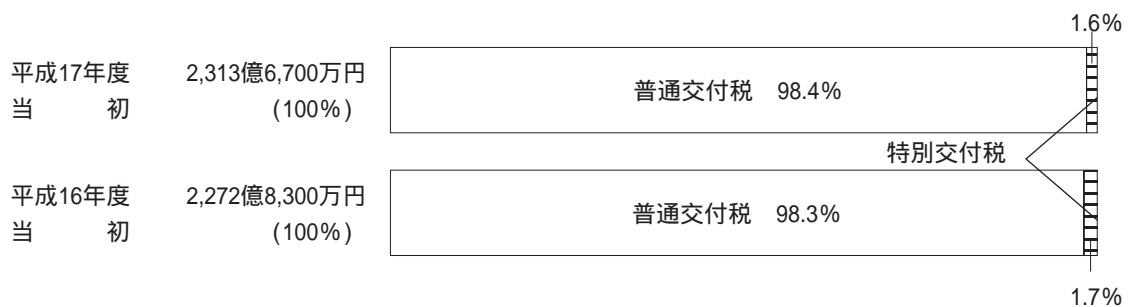 1.6%
平成17年度 2,313億6,700万円
当 初 (100%)
普通交付税 98.4%
特別交付税
平成16年度 2,272億8,300万円
当 初 (100%)
普通交付税 98.3%
1.7%